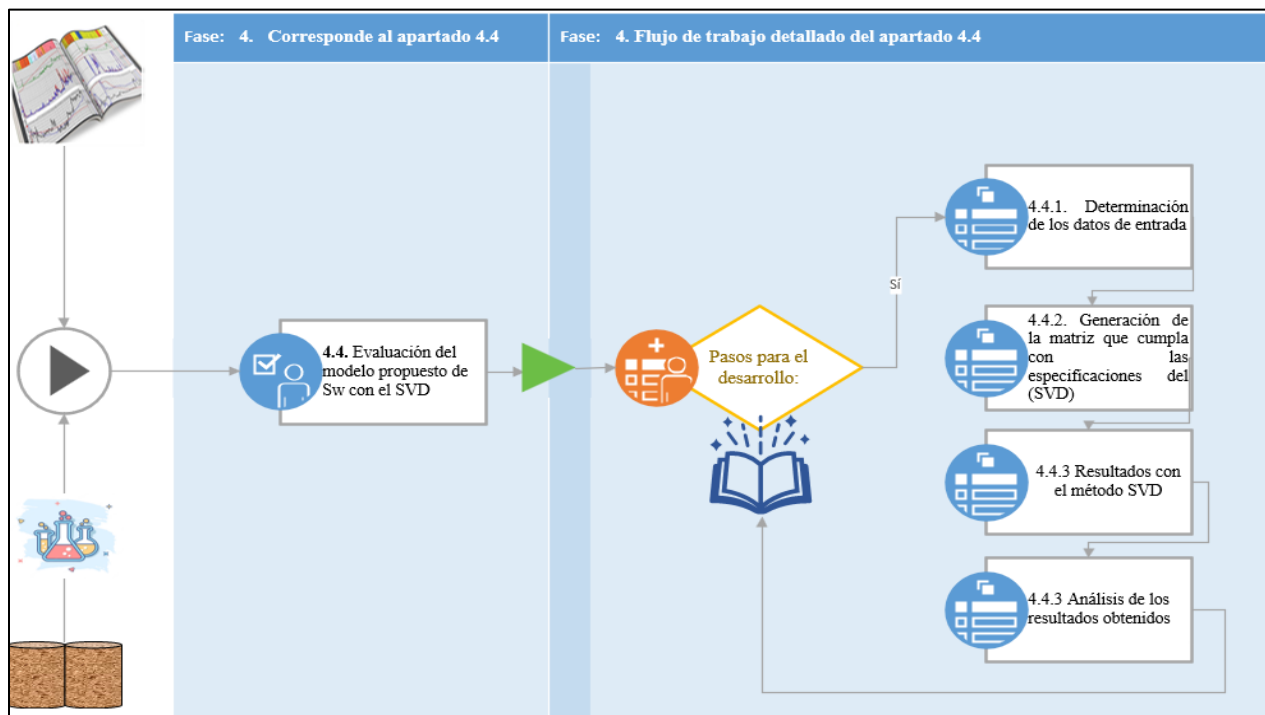 Fase: 4. Corresponde al apartado 4.4
Fase: 4. Flujo de trabajo detallado del apartado 4.4
4.4. Evaluación del
modelo propuesto de
Sw con el SVD
Pasos para el
desarrollo:
Sí
4.4.1. Determinación
de los datos de entrada
4.4.2. Generación de
la matriz que cumpla
con las
especificaciones del
(SVD)
4.4.3 Resultados con
el método SVD
4.4.3 Análisis de los
resultados obtenidos